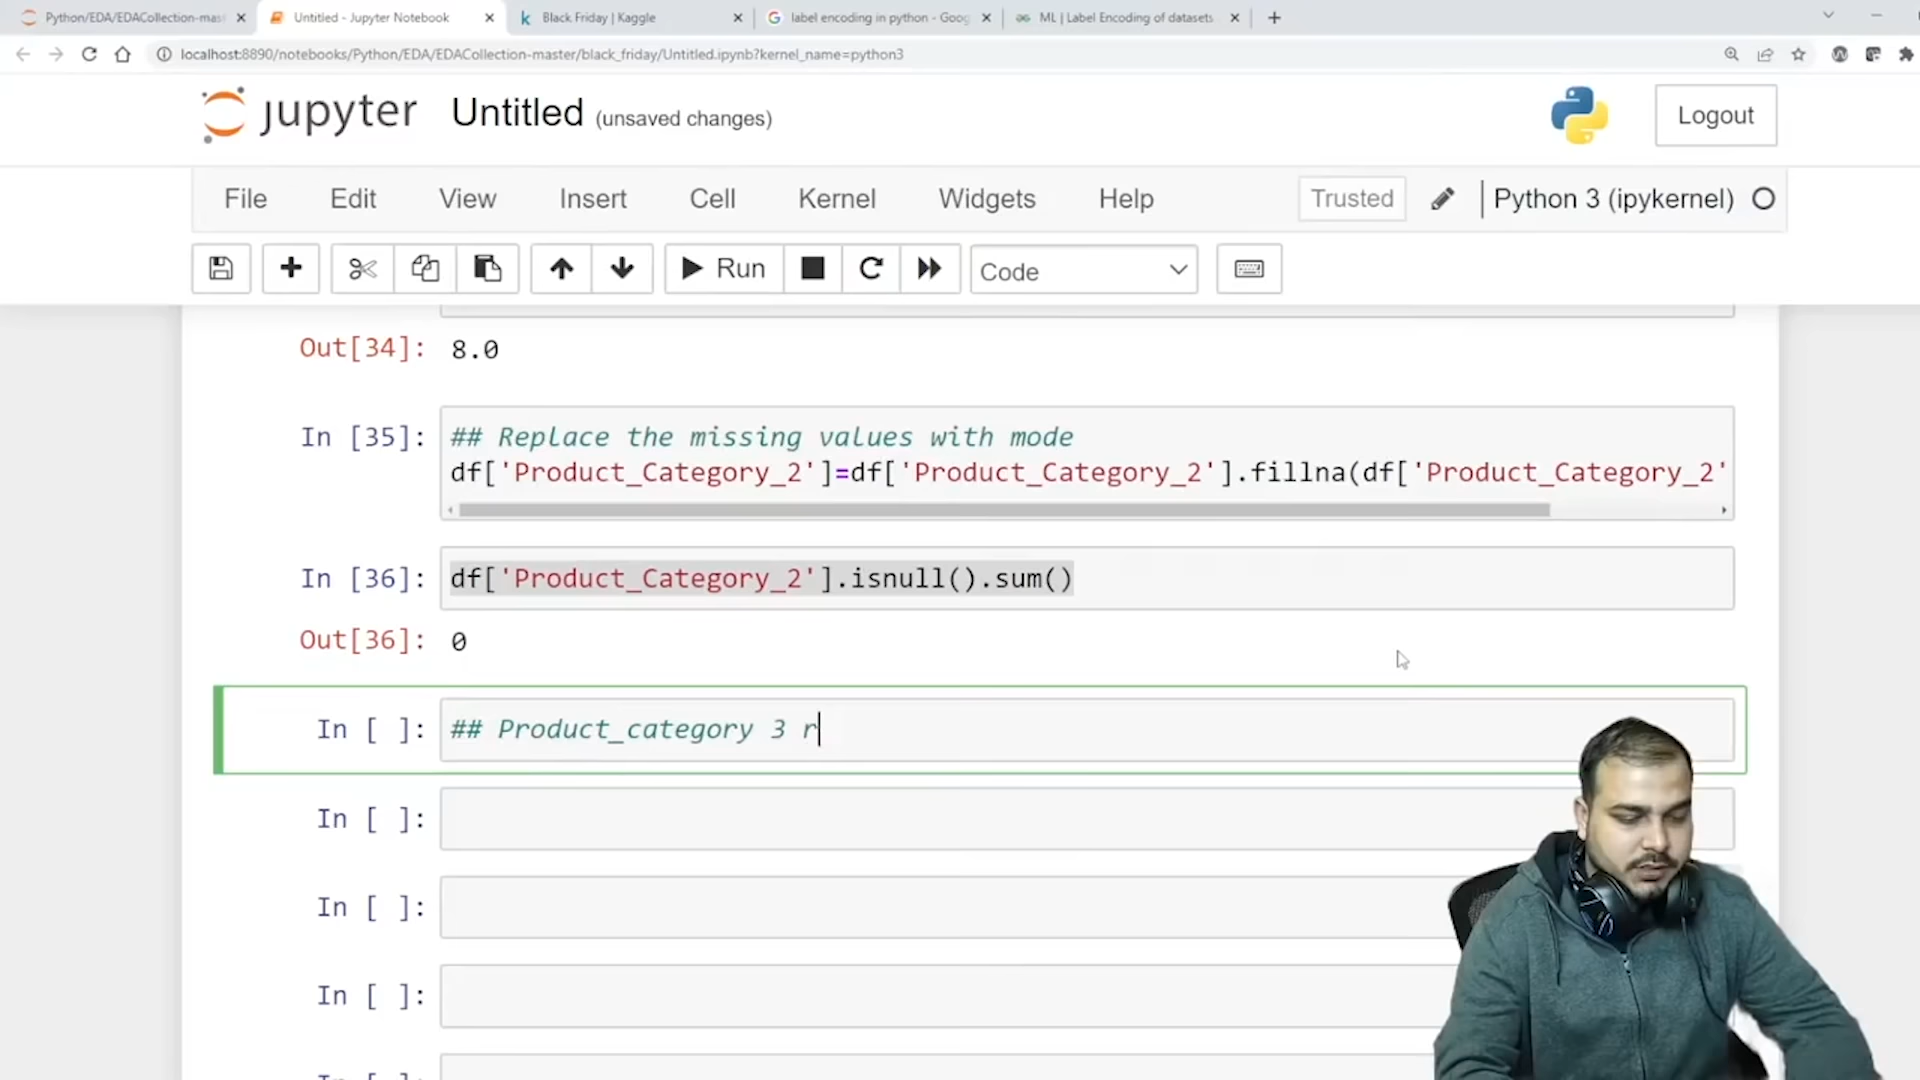 Python/EDA/EDACollection-mast
Untitled - Jupyter Notebook
Black Friday | Kaggle
label encoding in python - Goog
ML | Label Encoding of datasets
localhost:8890/notebooks/Python/EDA/EDACollection-master/black_friday/Untitled.ipynb?kernel_name=python3
jupyter Untitled (unsaved changes)
Logout
File Edit View Insert Cell Kernel Widgets Help Trusted Python 3 (ipykernel)
Run Code
Out[34]: 8.0
In [35]: ## Replace the missing values with mode
df['Product_Category_2']=df['Product_Category_2'].fillna(df['Product_Category_2'
In [36]: df['Product_Category_2'].isnull().sum()
Out[36]: 0
In [ ]: ## Product_category 3 r
In [ ]:
In [ ]:
In [ ]: